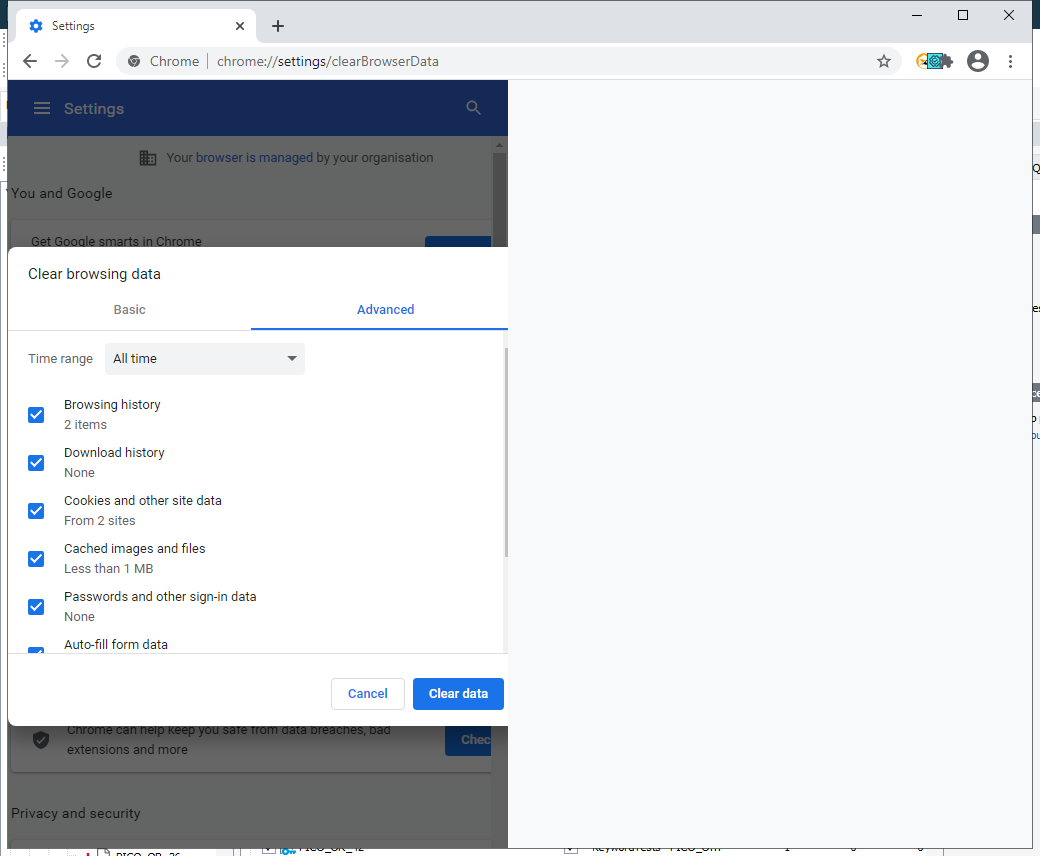 Settings
Chrome
chrome://settings/clearBrowserData
Settings
Your browser is managed by your organisation
You and Google
Get Google smarts in Chrome
Clear browsing data
Basic
Advanced
Time range
All time
Browsing history
2 items
Download history
None
Cookies and other site data
From 2 sites
Cached images and files
Less than 1 MB
Passwords and other sign-in data
None
Auto-fill form data
Cancel
Clear data
Chrome can help keep you safe from data breaches, bad
Chec
extensions and more
Privacy and security